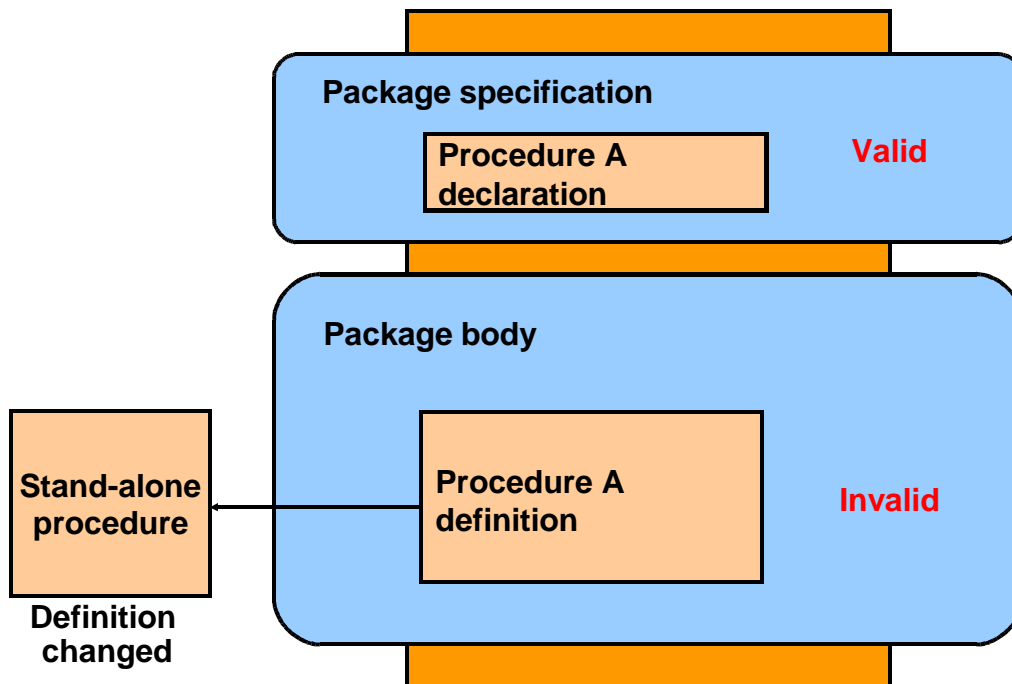 Package specification
Procedure A
declaration
Valid
Package body
Stand-alone
procedure
Procedure A
definition
Invalid
Definition
changed